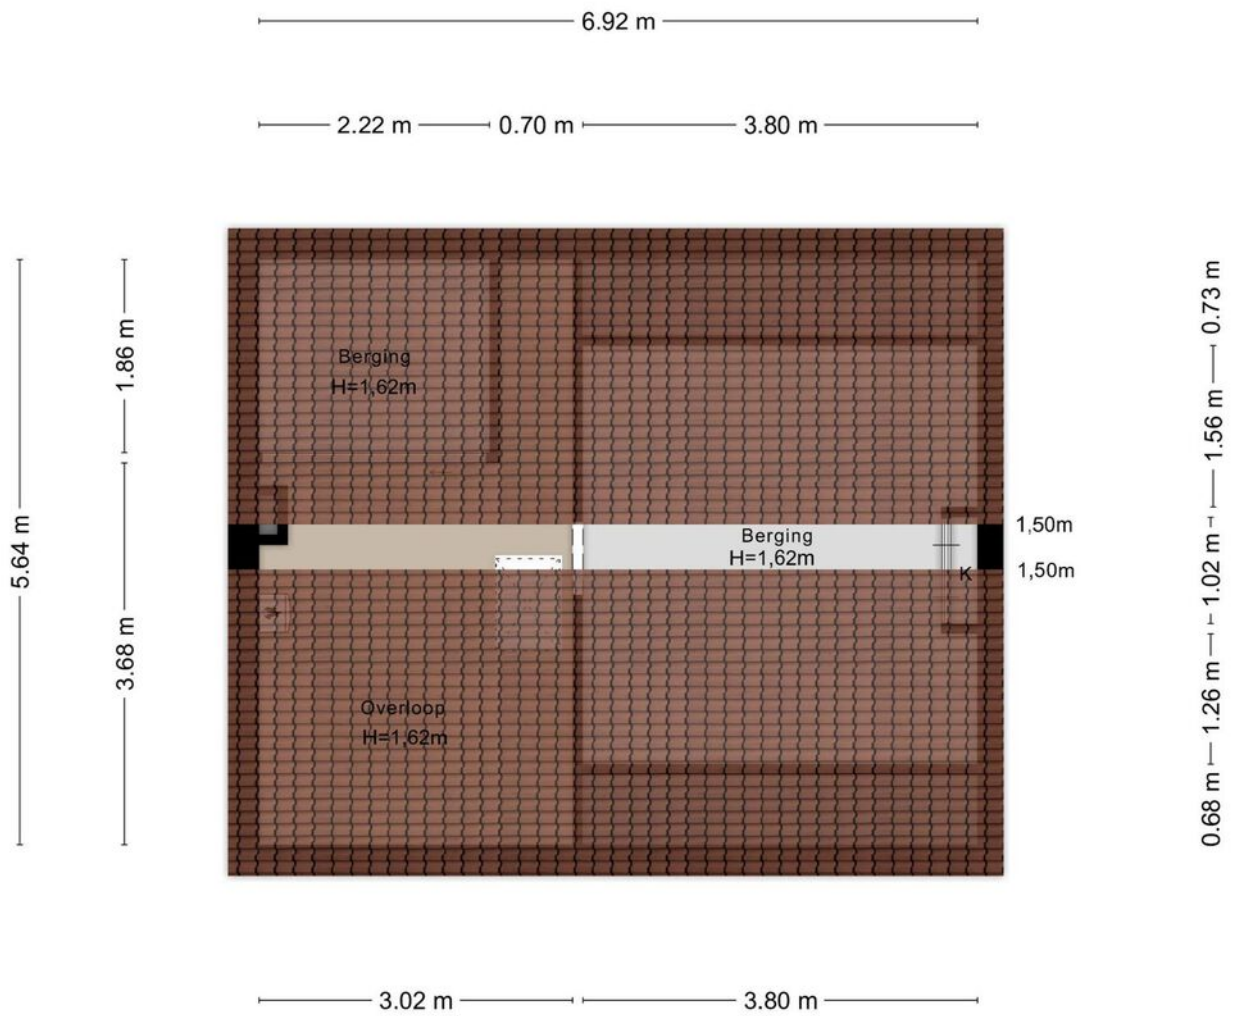 6.92 m
2.22 m
0.70 m
3.80 m
5.64 m
1.86 m
3.68 m
Berging
H=1,62m
Berging
H=1,62m
K
Overloop
H=1,62m
1,50m
1,50m
0.73 m
1.56 m
1.02 m
1.26 m
0.68 m
3.02 m
3.80 m